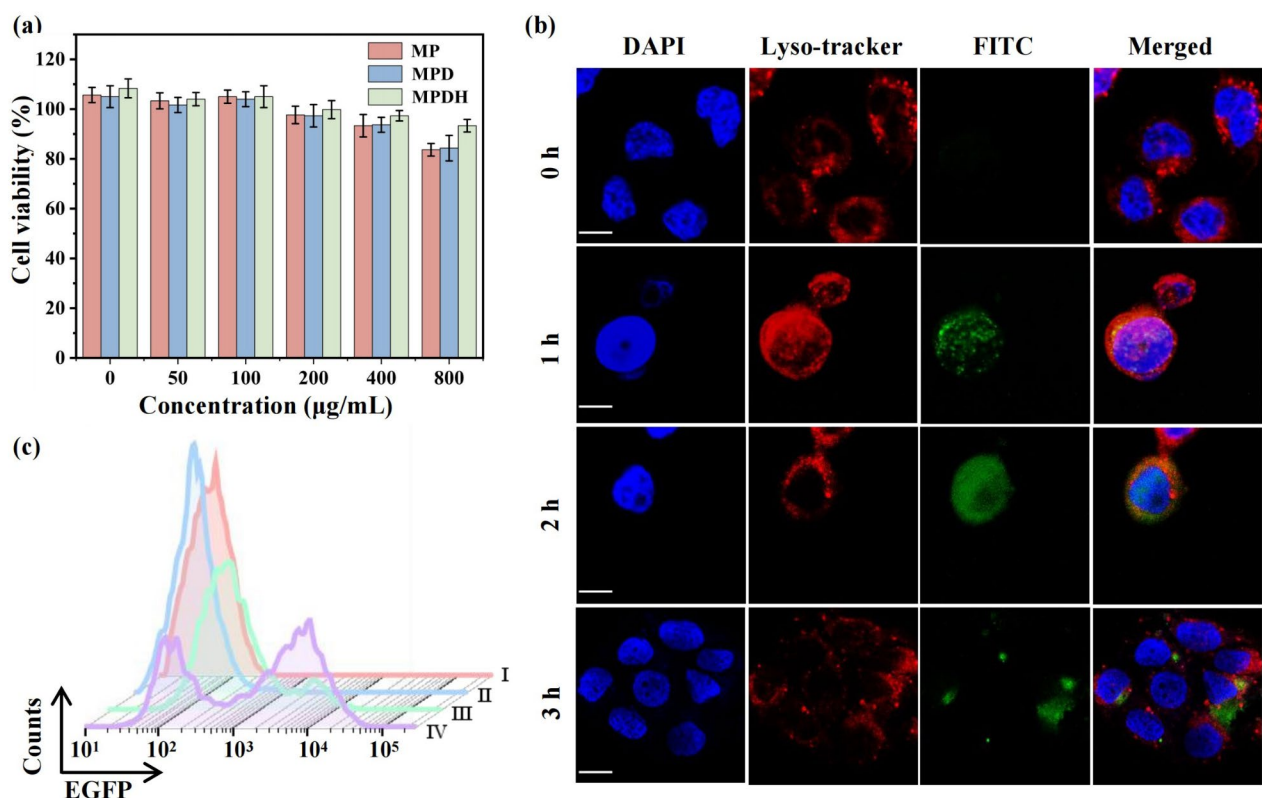 (a)
MP
MPD
MPDH
Cell viability (%)
120
100
80
60
40
20
0
0 50 100 200 400 800
Concentration (μg/mL)
(b)
DAPI Lyso-tracker FITC Merged
0 h
1 h
2 h
3 h
(c)
I
II
III
IV
Counts
10¹ 10² 10³ 10⁴ 10⁵
EGFP